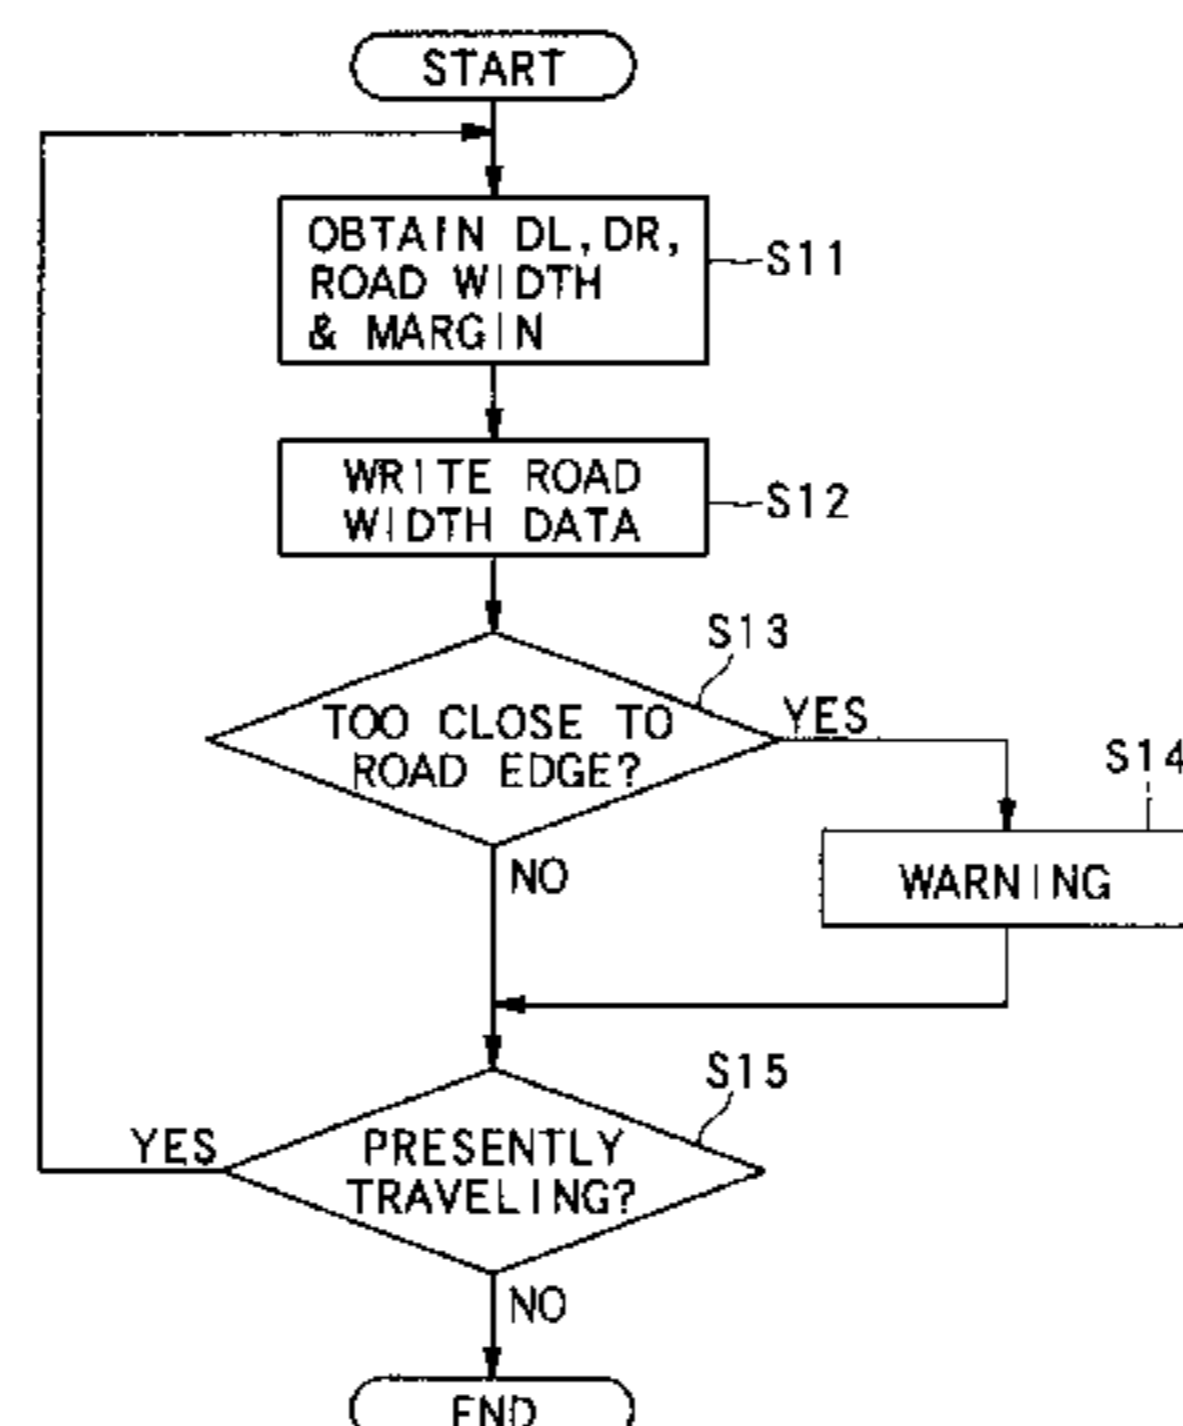 START
OBTAIN DL,DR,
ROAD WIDTH
& MARGIN
S11
WRITE ROAD
WIDTH DATA
S12
S13
TOO CLOSE TO
ROAD EDGE?
YES
S14
WARNING
NO
S15
PRESENTLY
TRAVELING?
YES
NO
END